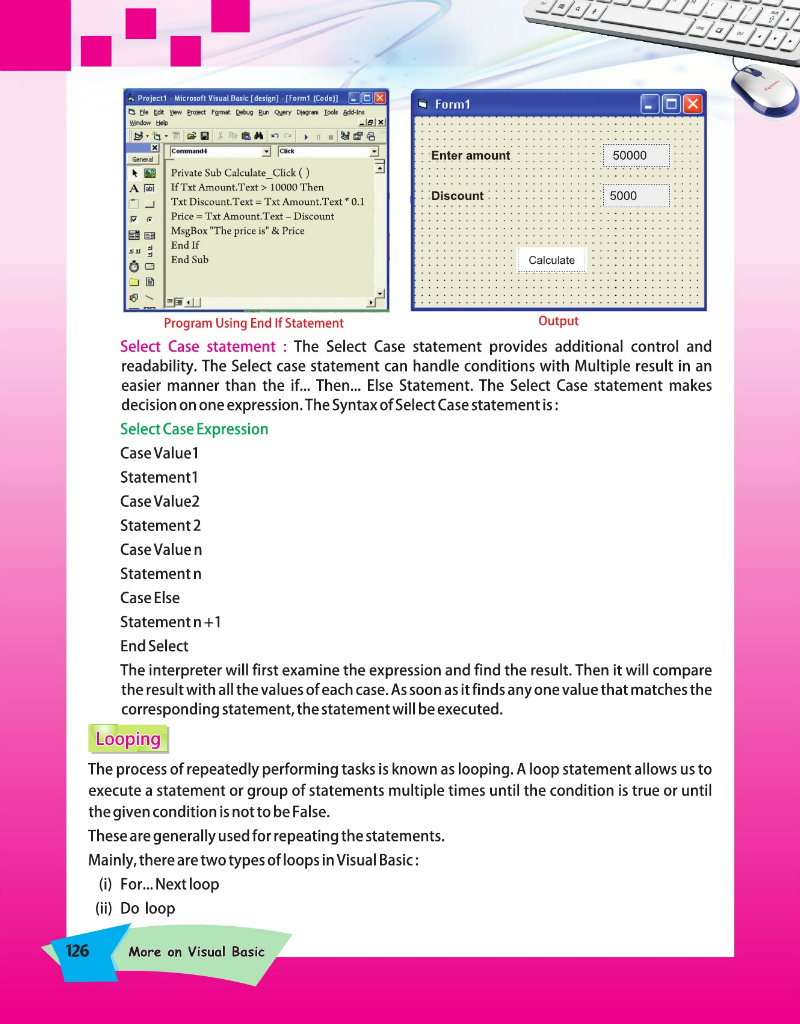 Project1 - Microsoft Visual Basic [design] - [Form1 (Code)]
File Edit View Project Format Debug Run Query Diagram Tools Add-Ins
Window Help
General
Command4 Click
Private Sub Calculate_Click ( )
If Txt Amount.Text > 10000 Then
Txt Discount.Text = Txt Amount.Text * 0.1
Price = Txt Amount.Text – Discount
MsgBox "The price is" & Price
End If
End Sub
Program Using End If Statement
Form1
Enter amount 50000
Discount 5000
Calculate
Output
Select Case statement : The Select Case statement provides additional control and
readability. The Select case statement can handle conditions with Multiple result in an
easier manner than the if... Then... Else Statement. The Select Case statement makes
decision on one expression. The Syntax of Select Case statement is :
Select Case Expression
Case Value1
Statement1
Case Value2
Statement 2
Case Value n
Statement n
Case Else
Statement n +1
End Select
The interpreter will first examine the expression and find the result. Then it will compare
the result with all the values of each case. As soon as it finds any one value that matches the
corresponding statement, the statement will be executed.
Looping
The process of repeatedly performing tasks is known as looping. A loop statement allows us to
execute a statement or group of statements multiple times until the condition is true or until
the given condition is not to be False.
These are generally used for repeating the statements.
Mainly, there are two types of loops in Visual Basic :
(i) For... Next loop
(ii) Do loop
126 More on Visual Basic